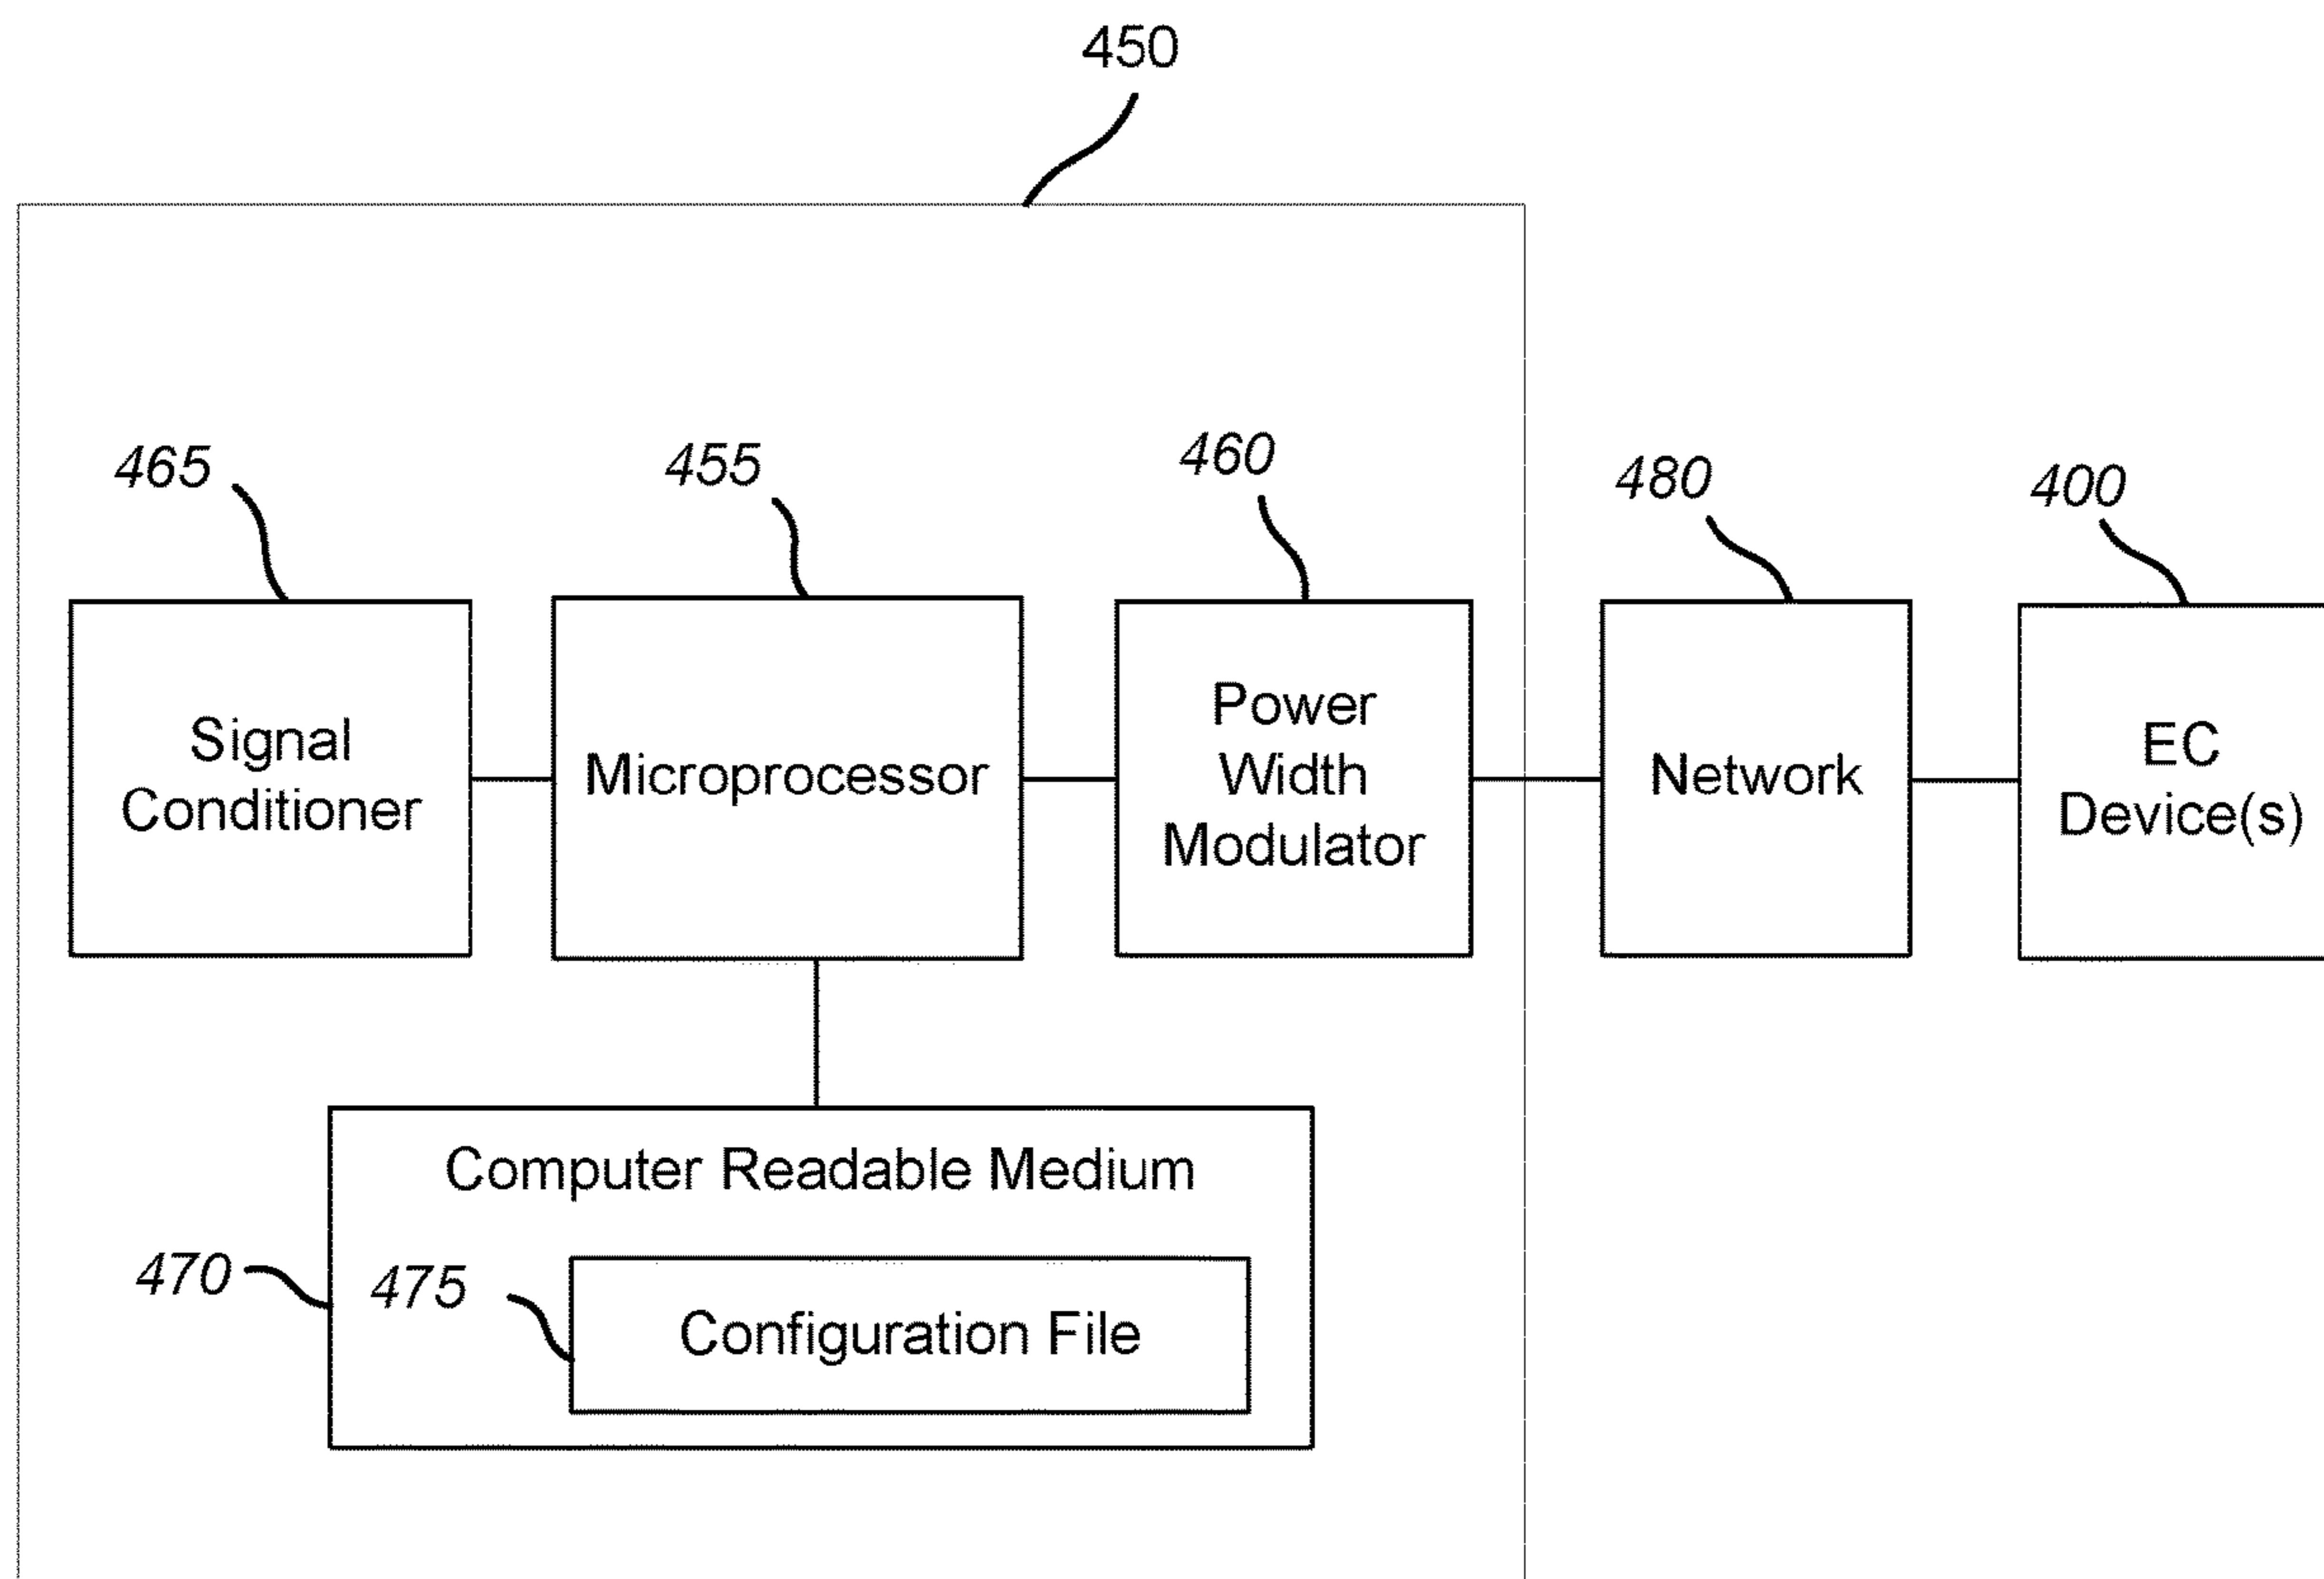 450
465
455
460
480
400
Signal
Conditioner
Microprocessor
Power
Width
Modulator
Network
EC
Device(s)
Computer Readable Medium
470
475
Configuration File